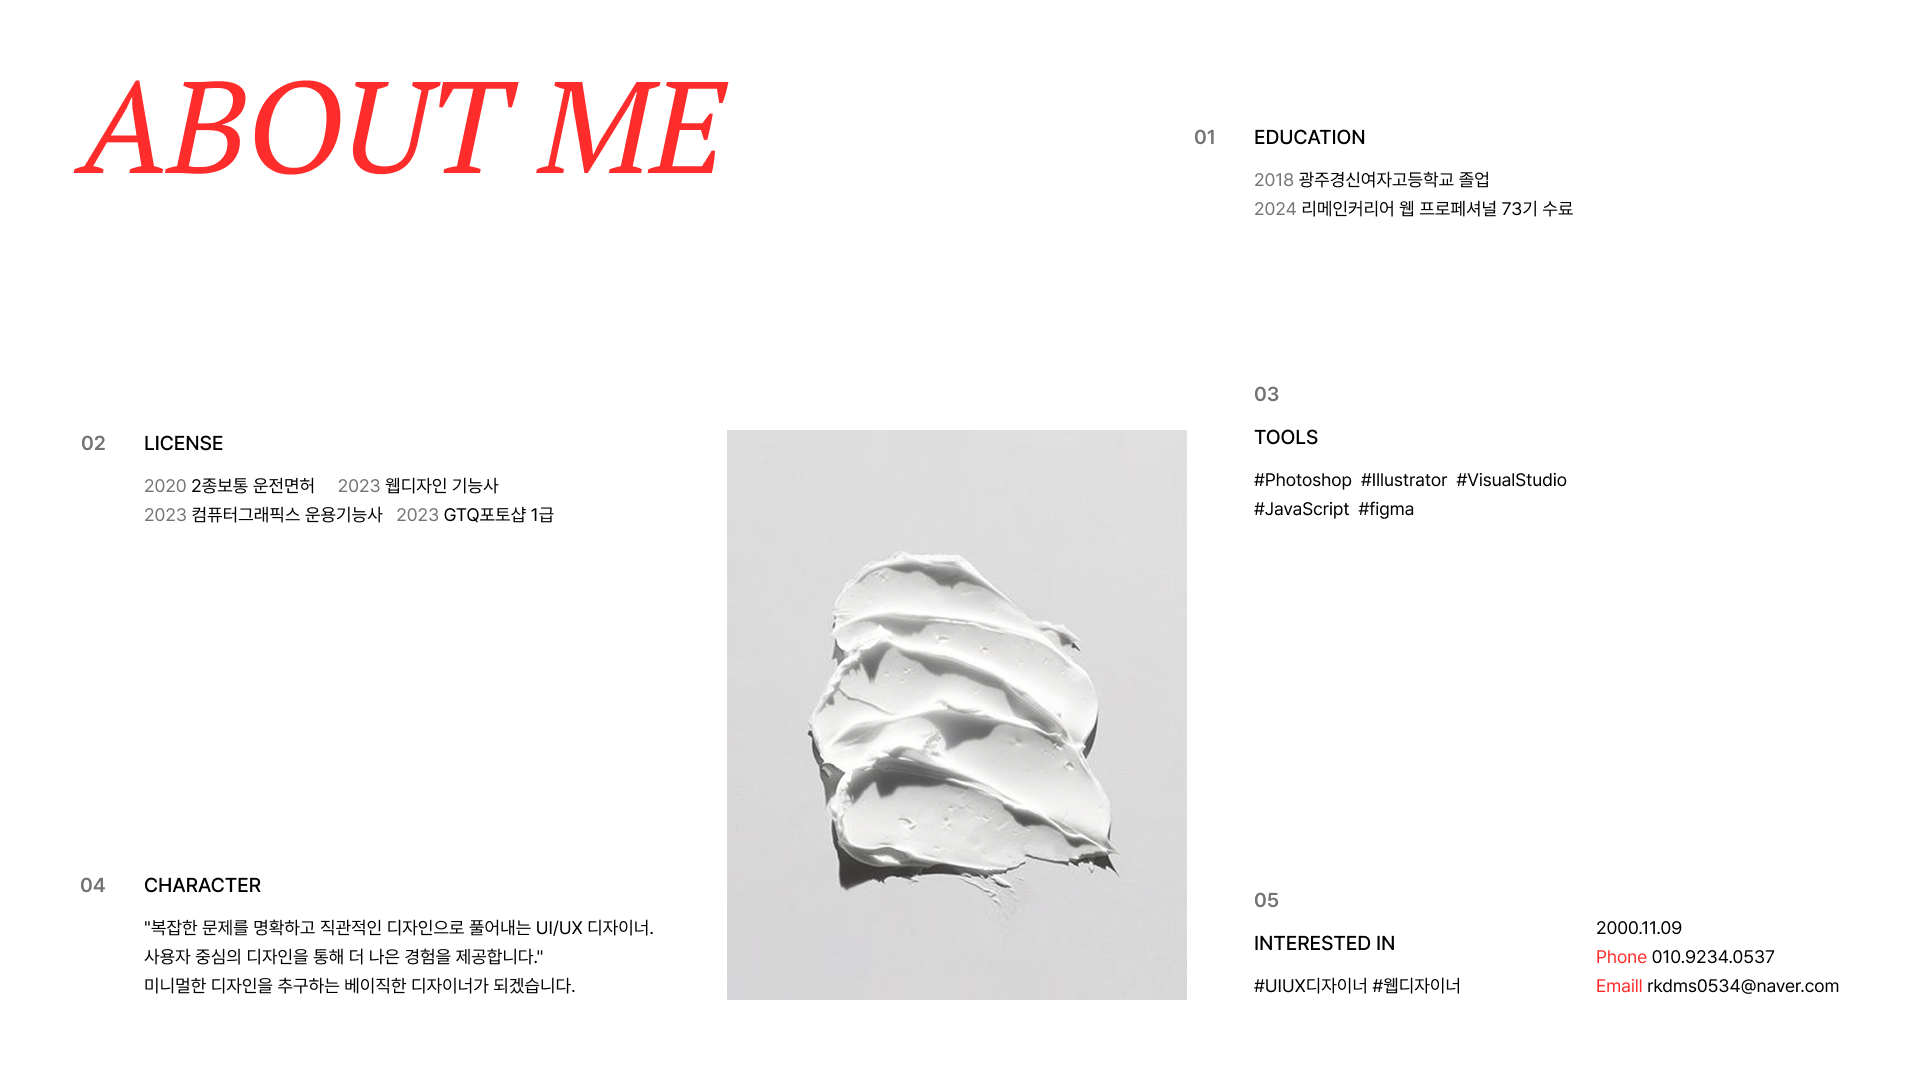 ABOUT ME
01 EDUCATION
2018 광주경신여자고등학교 졸업
2024 리메인커리어 웹 프로페셔널 73기 수료
02 LICENSE
2020 2종보통 운전면허 2023 웹디자인 기능사
2023 컴퓨터그래픽스 운용기능사 2023 GTQ포토샵 1급
03
TOOLS
#Photoshop #Illustrator #VisualStudio
#JavaScript #figma
04 CHARACTER
"복잡한 문제를 명확하고 직관적인 디자인으로 풀어내는 UI/UX 디자이너.
사용자 중심의 디자인을 통해 더 나은 경험을 제공합니다."
미니멀한 디자인을 추구하는 베이직한 디자이너가 되겠습니다.
05
INTERESTED IN
#UIUX디자이너 #웹디자이너
2000.11.09
Phone 010.9234.0537
Emaill rkdms0534@naver.com